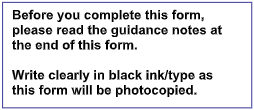 Before you complete this form,
please read the guidance notes at
the end of this form.
Write clearly in black ink/type as
this form will be photocopied.